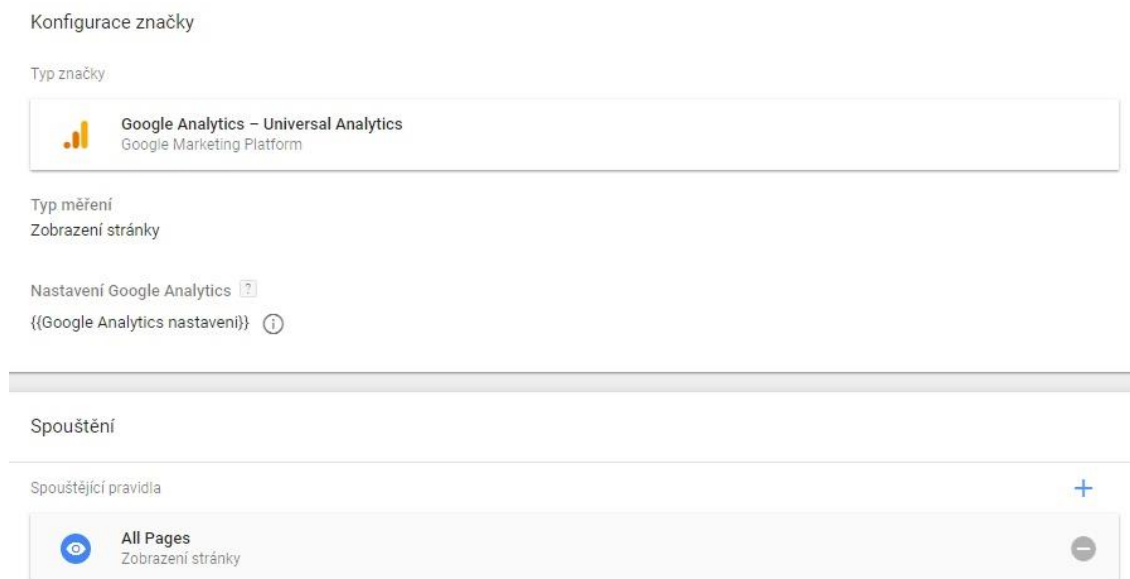 Konfigurace značky
Typ značky
Google Analytics – Universal Analytics
Google Marketing Platform
Typ měření
Zobrazení stránky
Nastavení Google Analytics ?
{{Google Analytics nastaveni}}
Spouštění
Spouštějící pravidla
All Pages
Zobrazení stránky